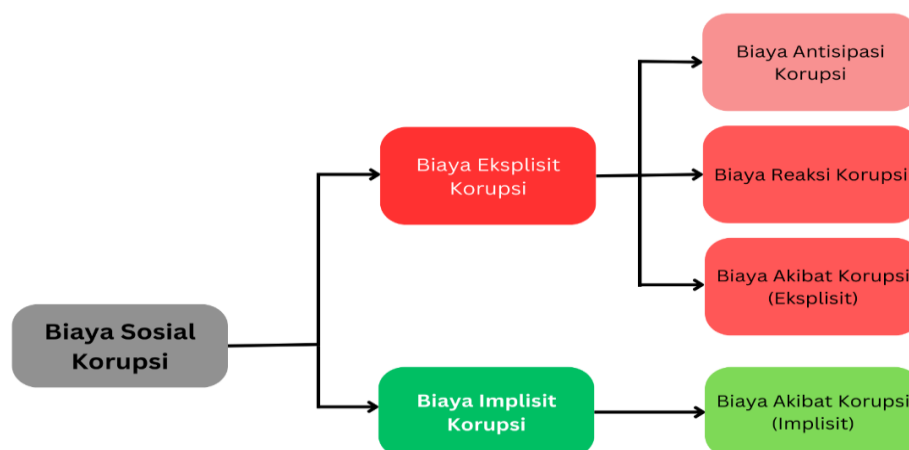 Biaya Antisipasi
Korupsi
Biaya Eksplisit
Korupsi
Biaya Reaksi Korupsi
Biaya Akibat Korupsi
(Eksplisit)
Biaya Sosial
Korupsi
Biaya Implisit
Korupsi
Biaya Akibat Korupsi
(Implisit)